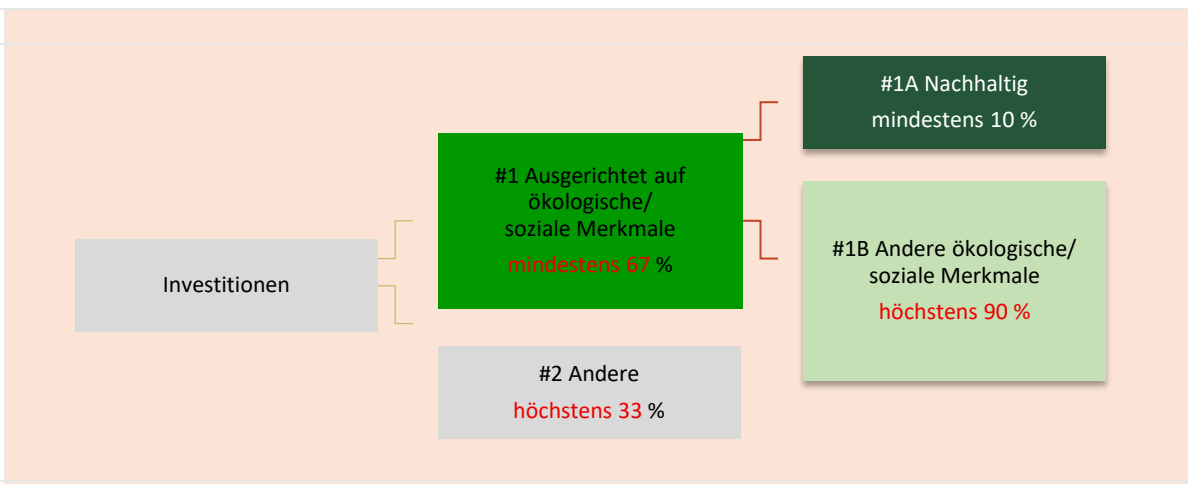 Investitionen
#1 Ausgerichtet auf
ökologische/
soziale Merkmale
mindestens 67 %
#2 Andere
höchstens 33 %
#1A Nachhaltig
mindestens 10 %
#1B Andere ökologische/
soziale Merkmale
höchstens 90 %